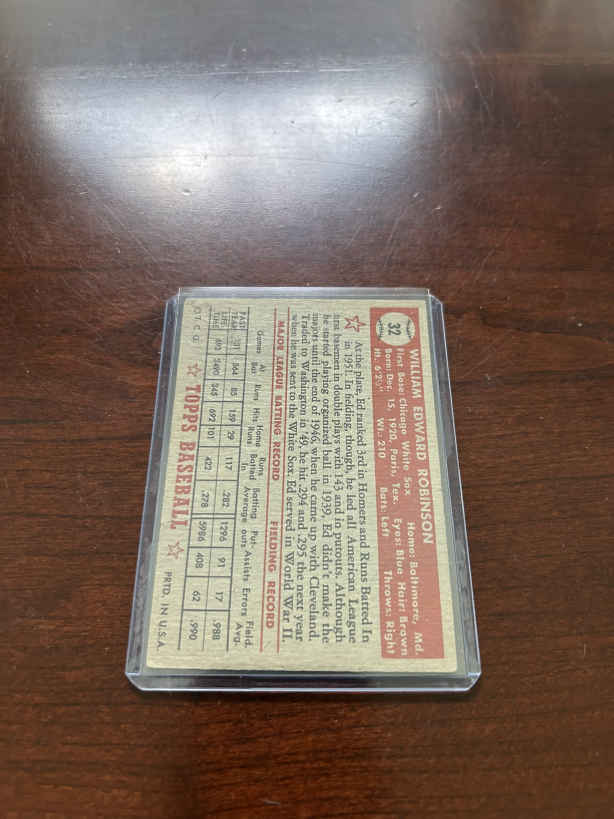 32
WILLIAM EDWARD ROBINSON
First Base: Chicago White Sox Home: Baltimore, Md.
Born: Dec. 15, 1920, Paris, Tex. Eyes: Blue Hair: Brown
Ht. 6'2½" Wt. 210 Bats: Left Throws: Right
At the plate, Ed ranked 3rd in Homers and Runs Batted In
in 1951. In fielding, though, he led all American League
first basemen in double plays with 143 and in putouts. Although
he started playing organized ball in 1939, Ed didn't make the
majors until the end of 1946, when he came up with Cleveland.
Traded to Washington in '49, he hit .294 and .295 the next year
when he was sent to the White Sox. Ed served in World War II.
MAJOR LEAGUE BATTING RECORD FIELDING RECORD
Games At Bat Runs Hits Home Runs Runs Batted In Batting Average Put-outs Assists Errors Field. Avg.
PAST YEAR 151 564 85 159 29 117 .282 1296 91 17 .988
LIFE TIME 2490 345 692 101 422 .278 5986 408 62 .990
T. C. G. TOPPS BASEBALL PRTD. IN U.S.A.